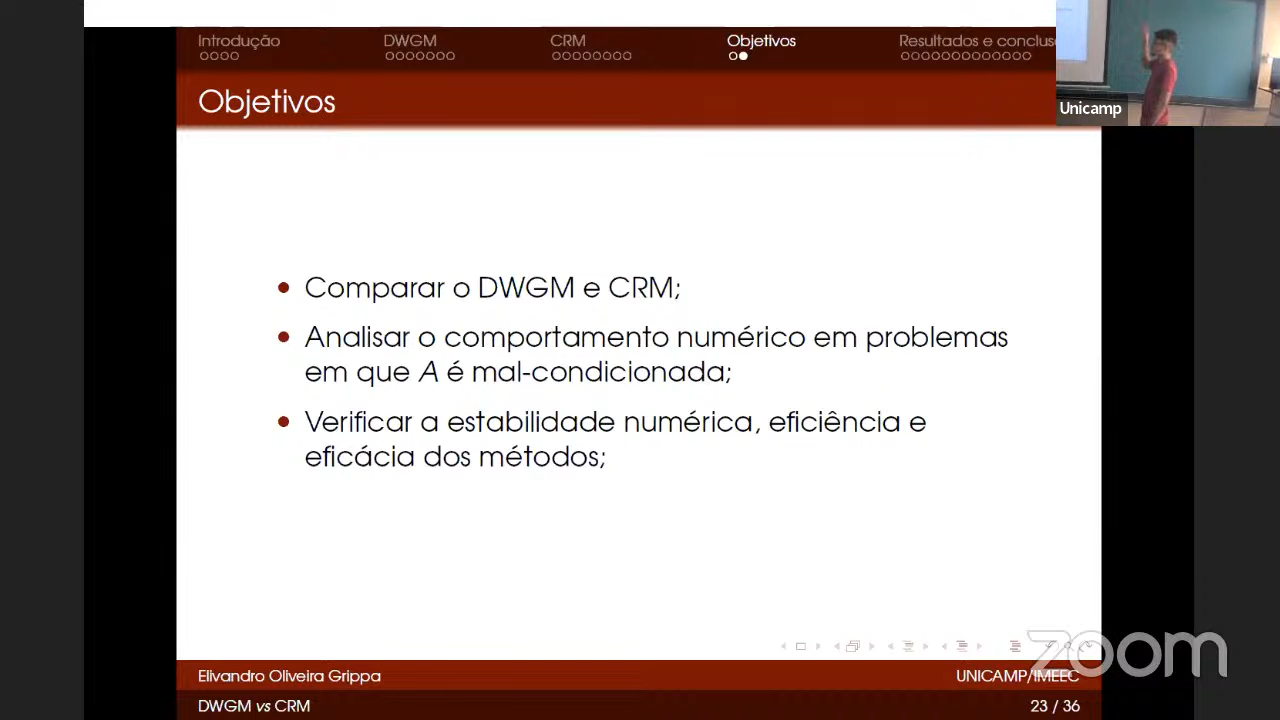 Introdução DWGM CRM Objetivos Resultados e conclus
Objetivos
Unicamp
Comparar o DWGM e CRM;
Analisar o comportamento numérico em problemas
em que A é mal-condicionada;
Verificar a estabilidade numérica, eficiência e
eficácia dos métodos;
zoom
Elivandro Oliveira Grippa UNICAMP/IMEEC
DWGM vs CRM 23 / 36